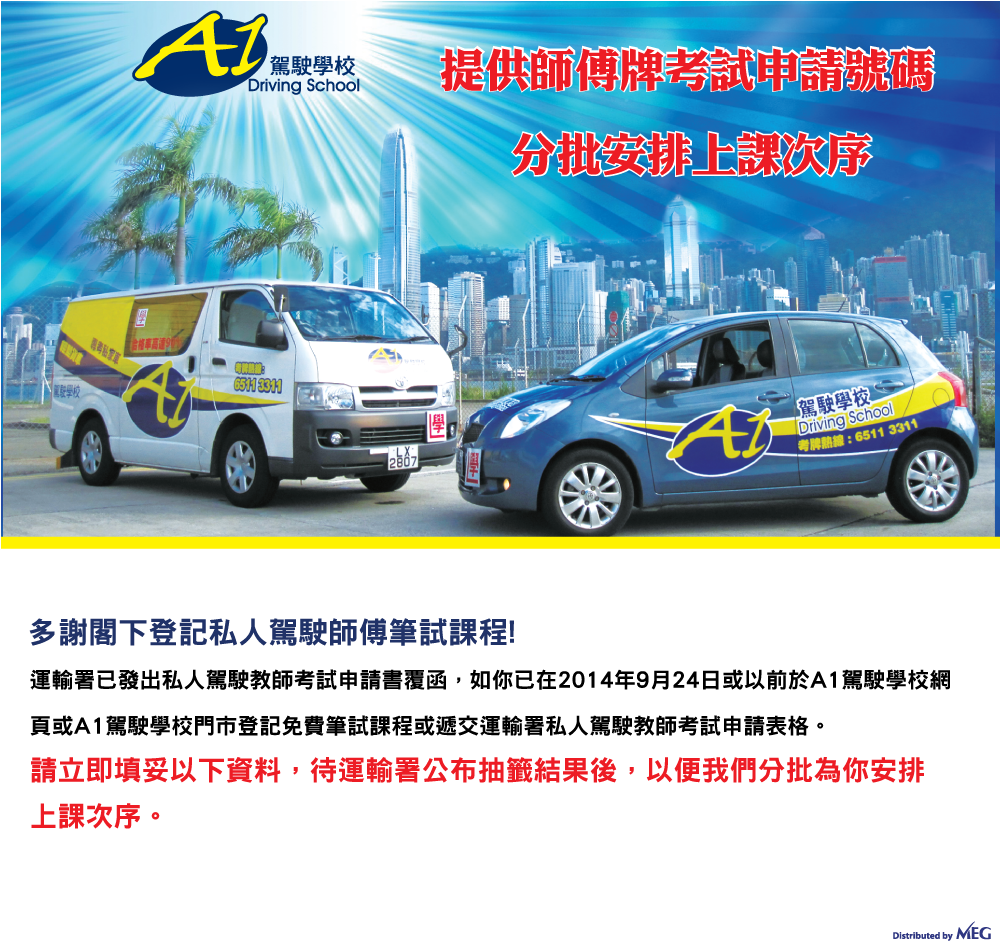 A1
駕駛學校
Driving School
提供師傅牌考試申請號碼
分批安排上課次序
學
駕駛學校
A1
考牌熱線:
6511 3311
A1
學
LX
2807
學
A1
駕駛學校
Driving School
考牌熱線:6511 3311
多謝閣下登記私人駕駛師傅筆試課程!
運輸署已發出私人駕駛教師考試申請書覆函,如你已在2014年9月24日或以前於A1駕駛學校網
頁或A1駕駛學校門市登記免費筆試課程或遞交運輸署私人駕駛教師考試申請表格。
請立即填妥以下資料,待運輸署公布抽籤結果後,以便我們分批為你安排
上課次序。
Distributed by MEG